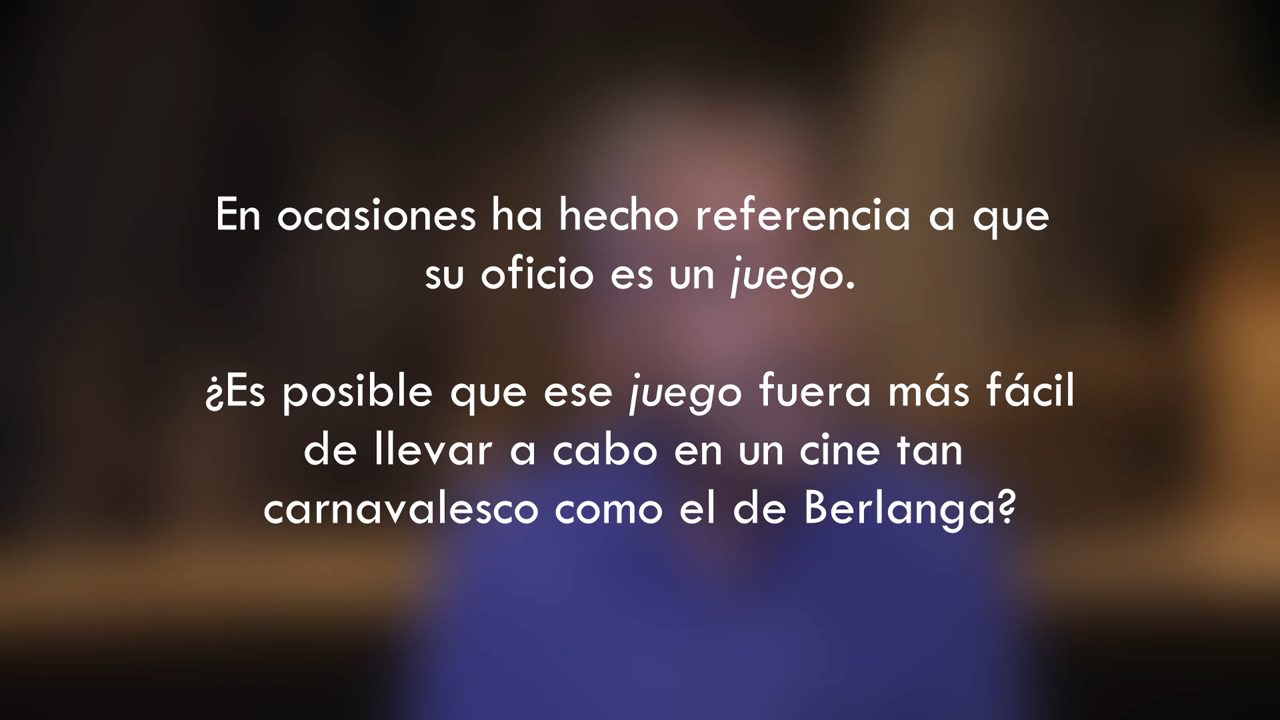 En ocasiones ha hecho referencia a que
su oficio es un juego.
¿Es posible que ese juego fuera más fácil
de llevar a cabo en un cine tan
carnavalesco como el de Berlanga?